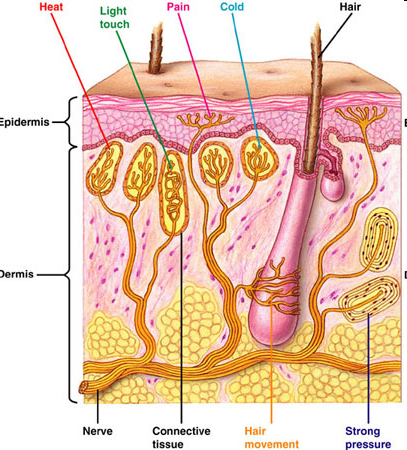 Heat
Light
touch
Pain
Cold
Hair
Epidermis
E
Dermis
D
Nerve
Connective
tissue
Hair
movement
Strong
pressure